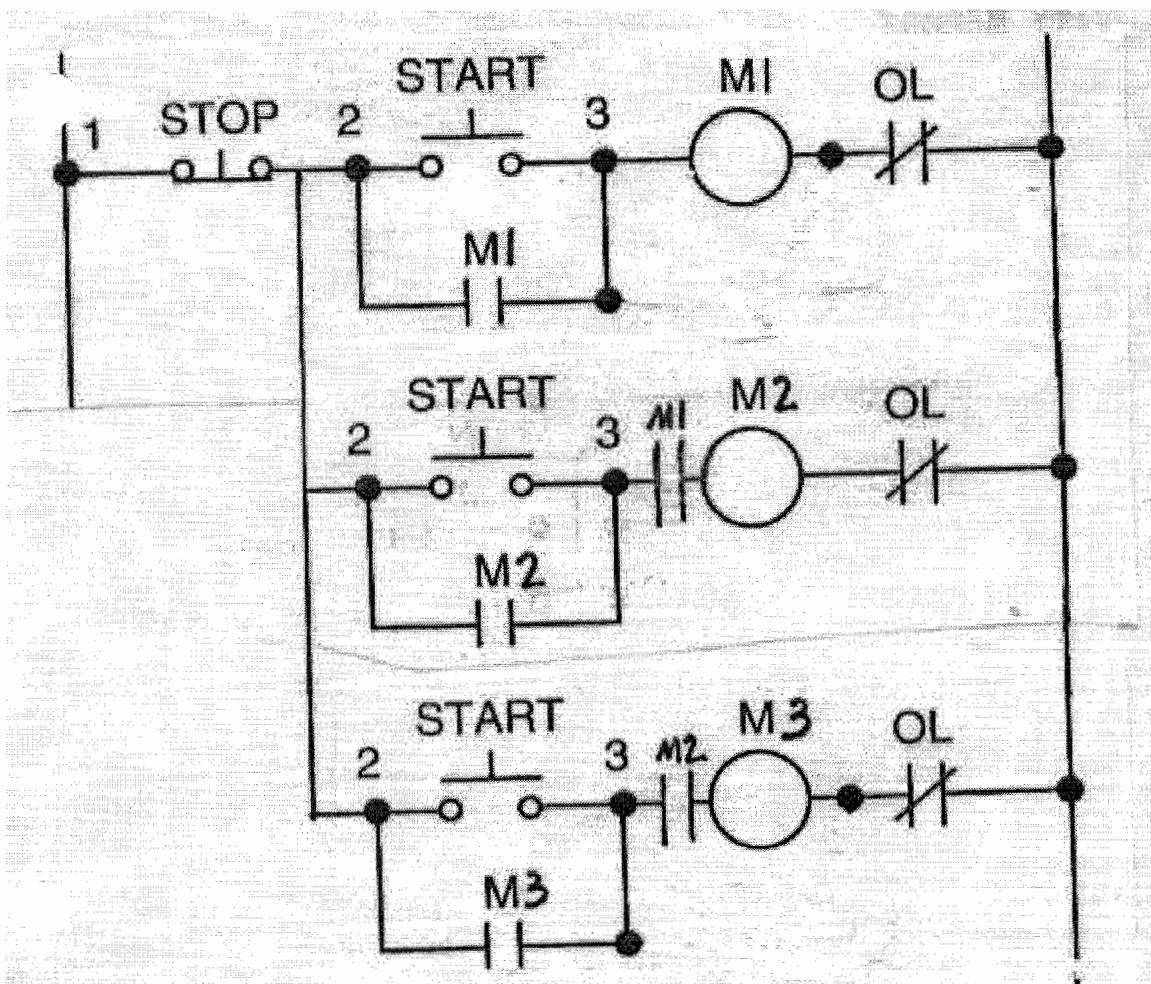 START M1 OL
1 STOP 2 3
M1
START M2 OL
2 3 M1
M2
START M3 OL
2 3 M2
M3